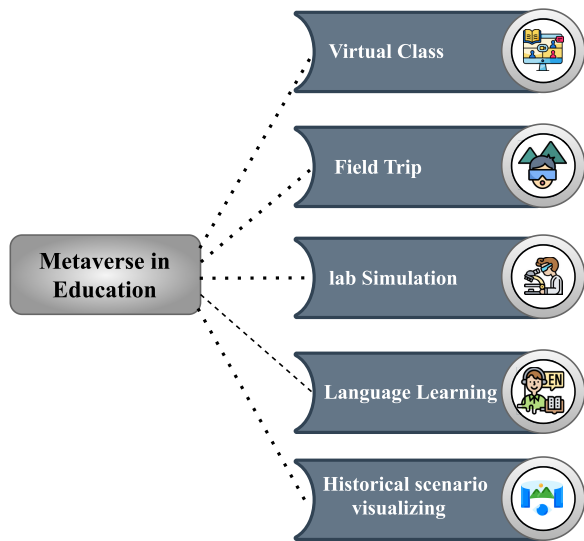 Virtual Class
Field Trip
Metaverse in
Education
lab Simulation
Language Learning
EN
Historical scenario
visualizing